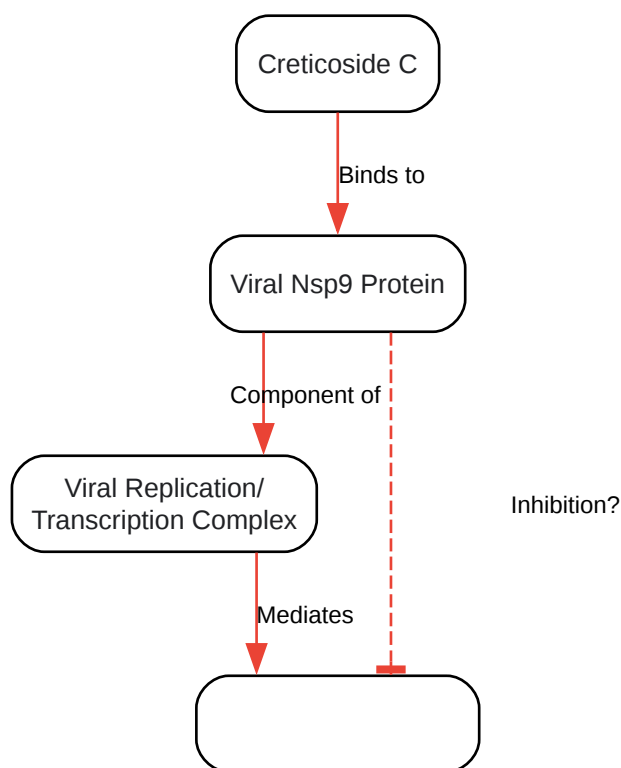 Creticoside C
Binds to
Viral Nsp9 Protein
Component of
Viral Replication/
Transcription Complex
Inhibition?
Mediates